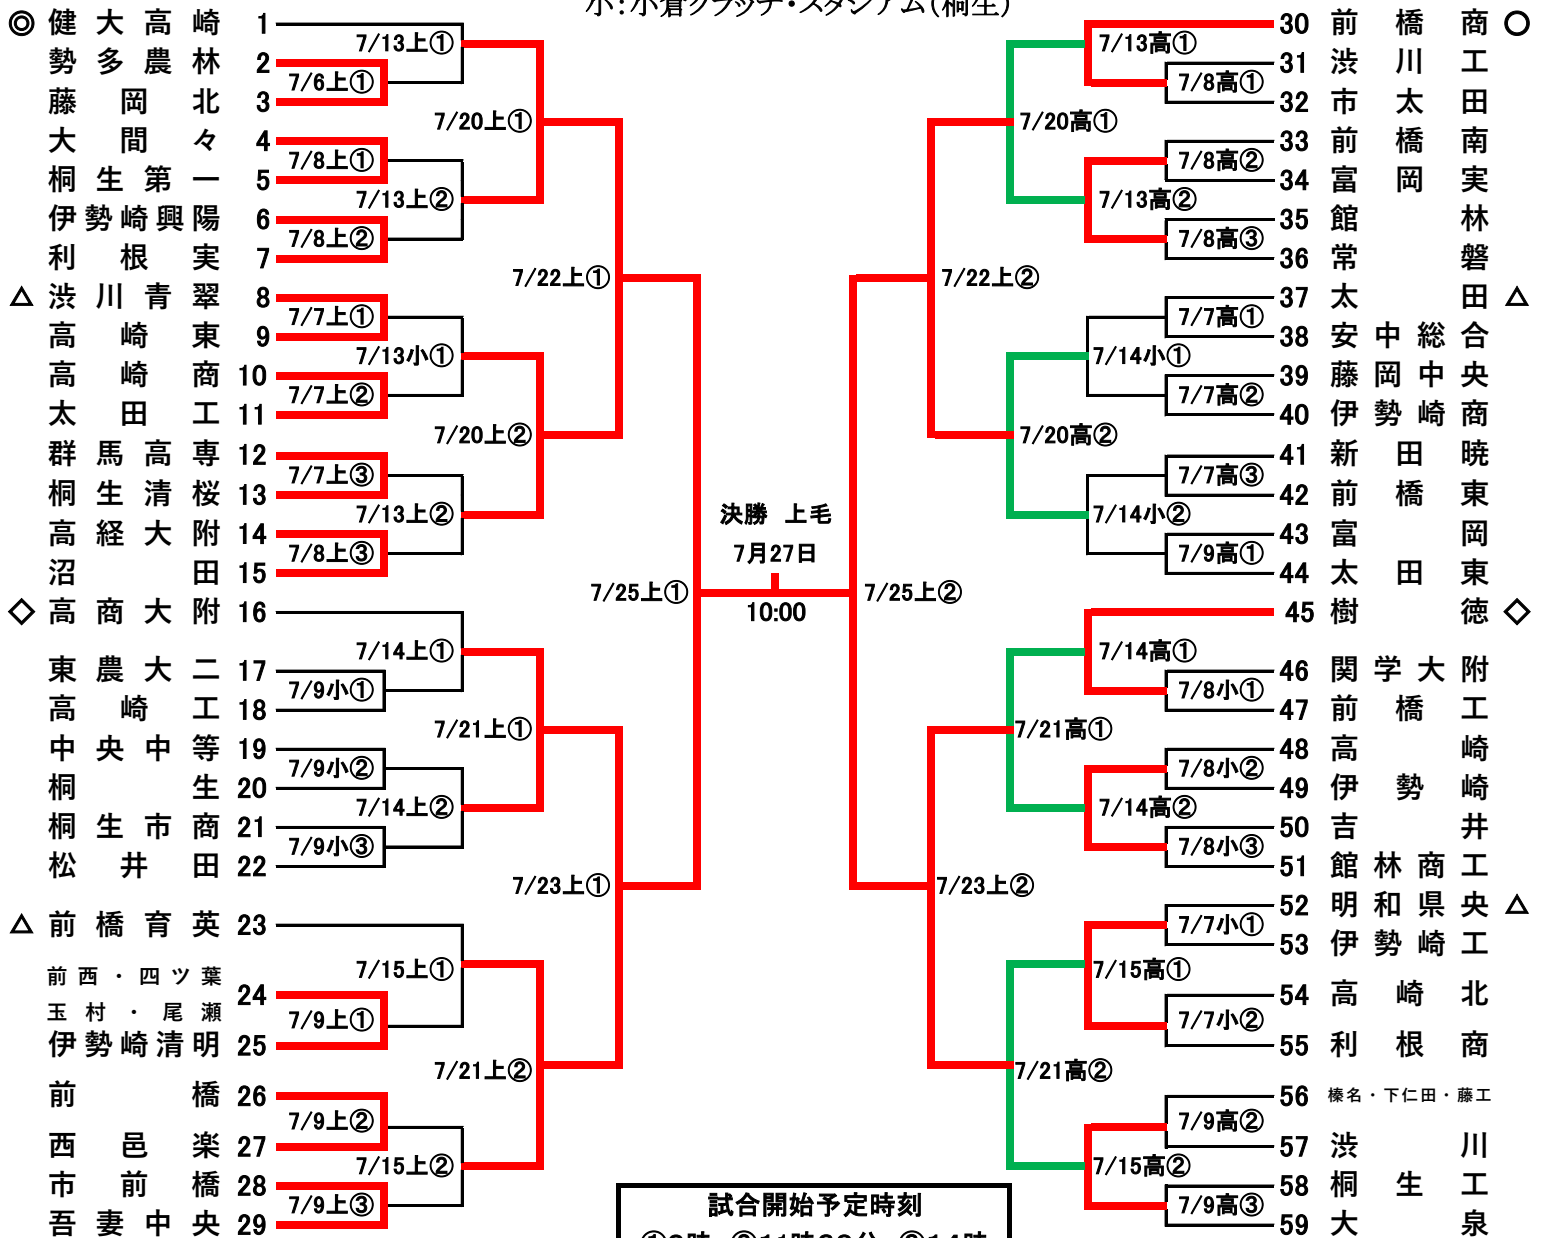 小：小倉クラッチ・スタジアム（桐生）
◎ 健大高崎 1
勢多農林 2
藤岡北 3
大間々 4
桐生第一 5
伊勢崎興陽 6
利根実 7
△ 渋川青翠 8
高崎東 9
高崎商 10
太田工 11
群馬高専 12
桐生清桜 13
高経大附 14
沼田 15
◇ 高商大附 16
東農大二 17
高崎工 18
中央中等 19
桐生 20
桐生市商 21
松井田 22
△ 前橋育英 23
前西・四ツ葉
玉村・尾瀬
24
伊勢崎清明 25
前橋 26
西邑楽 27
市前橋 28
吾妻中央 29
7/6上①
7/8上①
7/8上②
7/7上①
7/7上②
7/7上③
7/8上③
7/9小①
7/9小②
7/9小③
7/9上①
7/9上②
7/9上③
7/13上①
7/13上②
7/13小①
7/13上②
7/14上①
7/14上②
7/15上①
7/15上②
7/20上①
7/20上②
7/21上①
7/21上②
7/22上①
7/23上①
7/25上①
決勝 上毛
7月27日
10:00
7/25上②
7/22上②
7/23上②
7/20高①
7/20高②
7/21高①
7/21高②
7/13高①
7/13高②
7/14小①
7/14小②
7/14高①
7/14高②
7/15高①
7/15高②
7/8高①
7/8高②
7/8高③
7/7高①
7/7高②
7/7高③
7/9高①
7/8小①
7/8小②
7/8小③
7/7小①
7/7小②
7/9高②
7/9高③
30 前橋商 ○
31 渋川工
32 市太田
33 前橋南
34 富岡実
35 館林
36 常磐
37 太田 △
38 安中総合
39 藤岡中央
40 伊勢崎商
41 新田暁
42 前橋東
43 富岡
44 太田東
45 樹徳 ◇
46 関学大附
47 前橋工
48 高崎
49 伊勢崎
50 吉井
51 館林商工
52 明和県央 △
53 伊勢崎工
54 高崎北
55 利根商
56 榛名・下仁田・藤工
57 渋川
58 桐生工
59 大泉
試合開始予定時刻
①9時 ②11時30分 ③14時